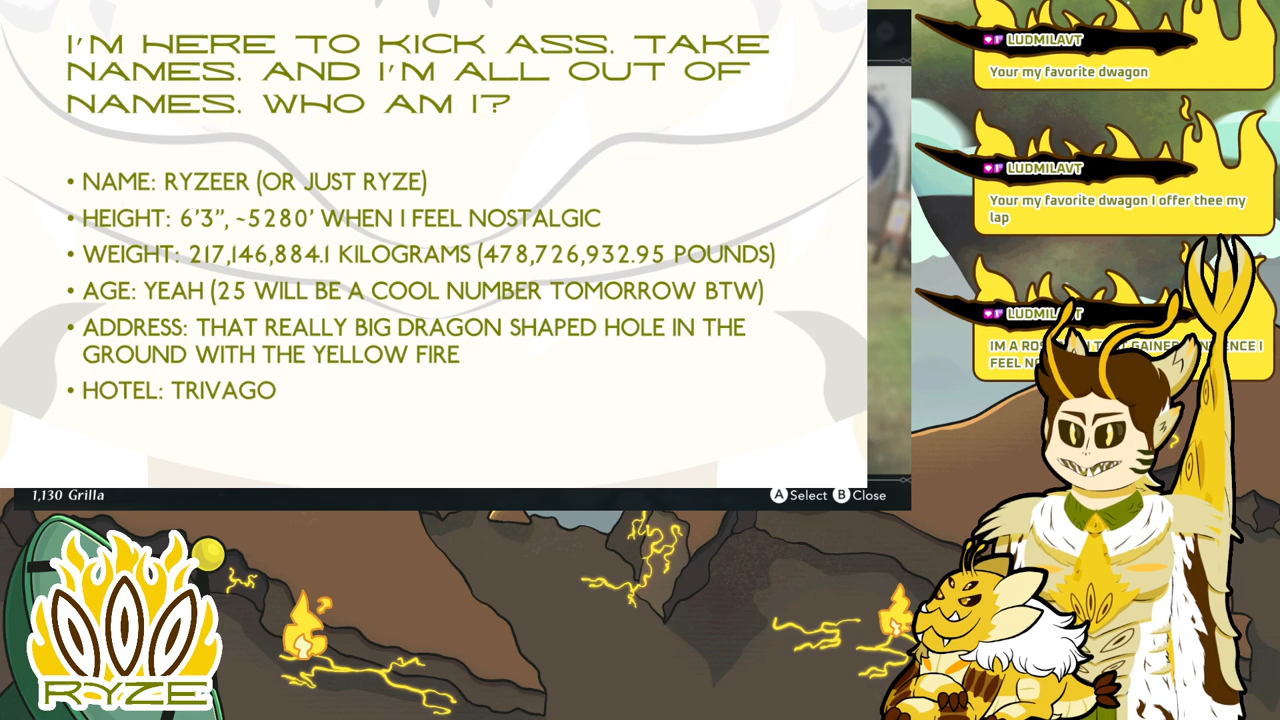 I'M HERE TO KICK ASS. TAKE
NAMES. AND I'M ALL OUT OF
NAMES. WHO AM I?
• NAME: RYZEER (OR JUST RYZE)
• HEIGHT: 6'3", ~5280' WHEN I FEEL NOSTALGIC
• WEIGHT: 217,146,884.1 KILOGRAMS (478,726,932.95 POUNDS)
• AGE: YEAH (25 WILL BE A COOL NUMBER TOMORROW BTW)
• ADDRESS: THAT REALLY BIG DRAGON SHAPED HOLE IN THE
GROUND WITH THE YELLOW FIRE
• HOTEL: TRIVAGO
1,130 Grilla
A Select B Close
LUDMILAVT
Your my favorite dwagon
LUDMILAVT
Your my favorite dwagon I offer thee my
lap
IM A GAINED I
FEEL
RYZE